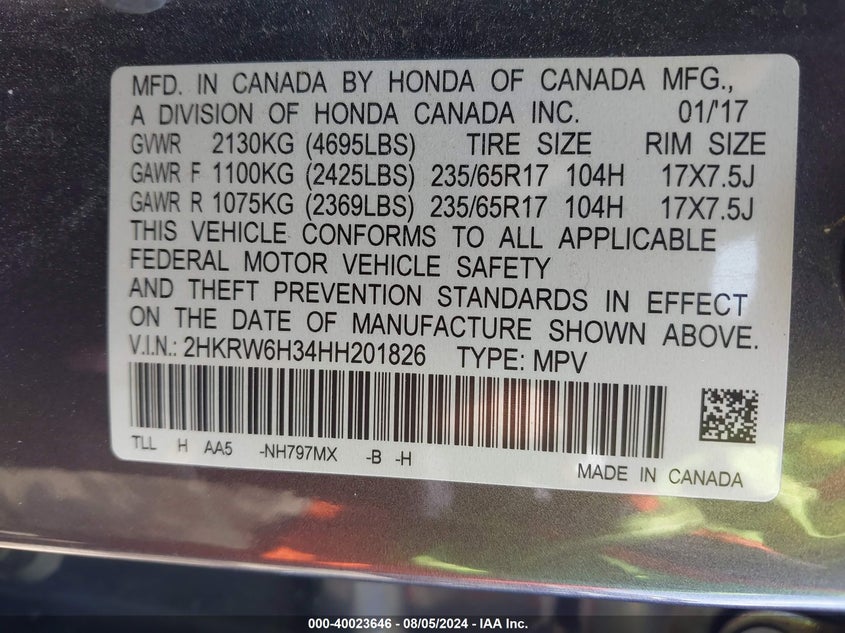 MFD. IN CANADA BY HONDA OF CANADA MFG.,
A DIVISION OF HONDA CANADA INC. 01/'17
GVWR 2130KG (4695LBS) TIRE SIZE RIM SIZE
GAWR F 1100KG (2425LBS) 235/65R17 104H 17X7.5J
GAWR R 1075KG (2369LBS) 235/65R17 104H 17X7.5J
THIS VEHICLE CONFORMS TO ALL APPLICABLE
FEDERAL MOTOR VEHICLE SAFETY
AND THEFT PREVENTION STANDARDS IN EFFECT
ON THE DATE OF MANUFACTURE SHOWN ABOVE.
V.I.N.: 2HKRW6H34HH201826 TYPE: MPV
TLL H AA5 -NH797MX -B -H
MADE IN CANADA
000-40023646 - 08/05/2024 - IAA Inc.